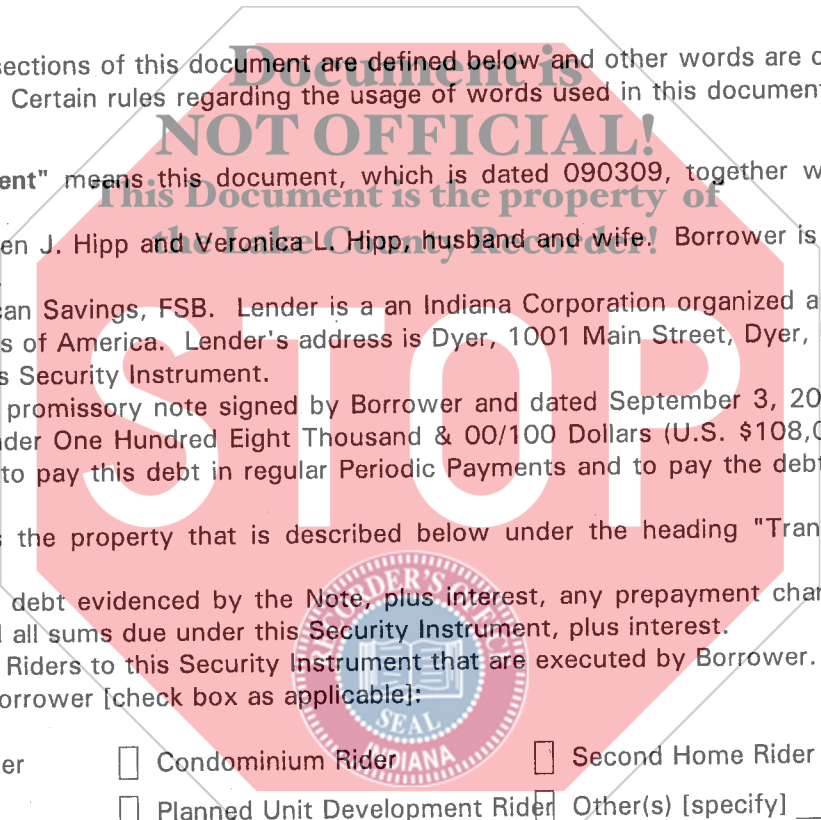 sections of this document are defined below and other words are
Certain rules regarding the usage of words used in this document
ent" means this document, which is dated 090309, together w
en J. Hipp and Veronica L. Hipp, husband and wife. Borrower is
can Savings, FSB. Lender is a an Indiana Corporation organized a
s of America. Lender's address is Dyer, 1001 Main Street, Dyer,
s Security Instrument.
promissory note signed by Borrower and dated September 3, 20
nder One Hundred Eight Thousand & 00/100 Dollars (U.S. $108,0
to pay this debt in regular Periodic Payments and to pay the debt
s the property that is described below under the heading "Tran
debt evidenced by the Note, plus interest, any prepayment char
all sums due under this Security Instrument, plus interest.
Riders to this Security Instrument that are executed by Borrower.
orrower [check box as applicable]:
er Condominium Rider Second Home Rider
Planned Unit Development Rider Other(s) [specify]
Document is
NOT OFFICIAL!
This Document is the property of
the Lake County Recorder!
STOP
SEAL
INDIANA